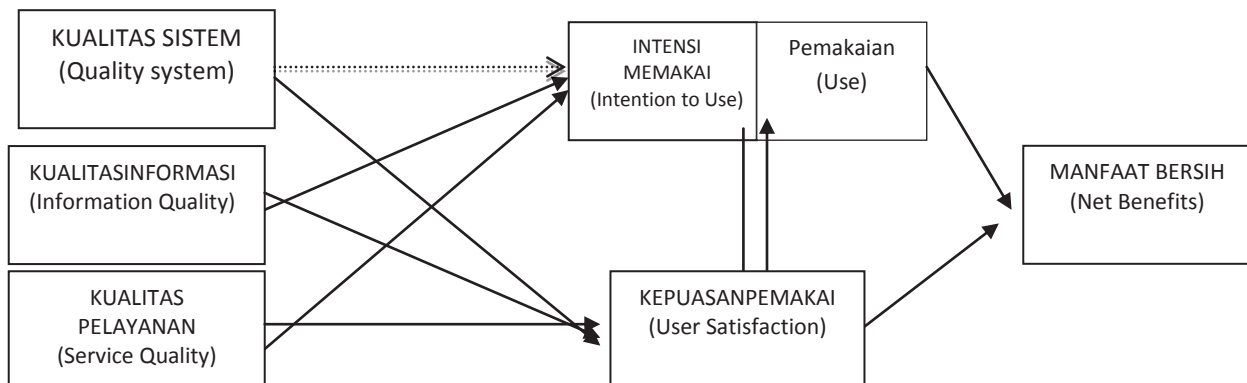 KUALITAS SISTEM
(Quality system)
INTENSI
MEMAKAI
(Intention to Use)
Pemakaian
(Use)
KUALITASINFORMASI
(Information Quality)
MANFAAT BERSIH
(Net Benefits)
KUALITAS
PELAYANAN
(Service Quality)
KEPUASANPEMAKAI
(User Satisfaction)